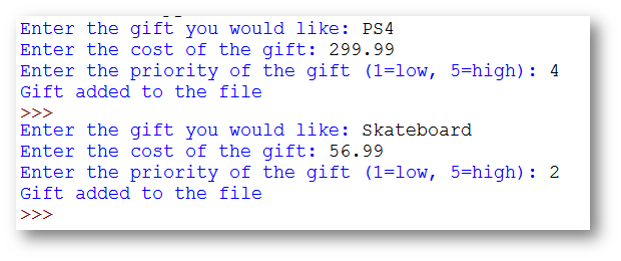 Enter the gift you would like: PS4
Enter the cost of the gift: 299.99
Enter the priority of the gift (1=low, 5=high): 4
Gift added to the file
>>>
Enter the gift you would like: Skateboard
Enter the cost of the gift: 56.99
Enter the priority of the gift (1=low, 5=high): 2
Gift added to the file
>>>